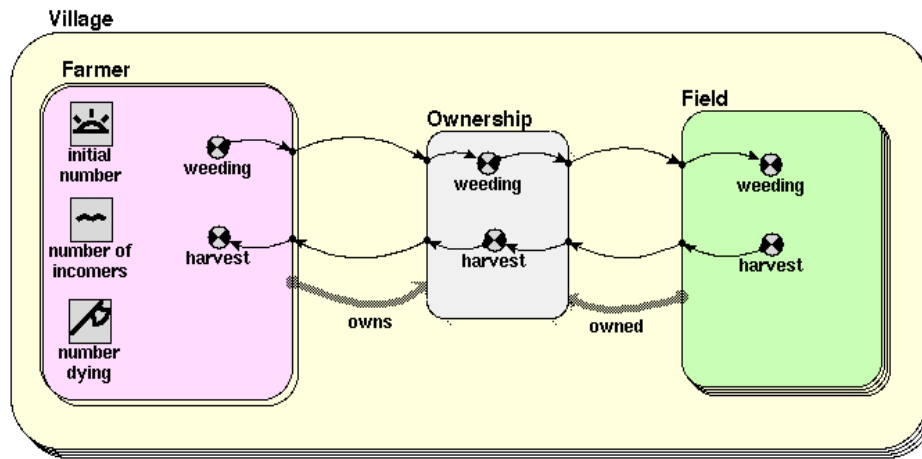 Village
Farmer
initial
number
number of
incomers
number
dying
weeding
harvest
Ownership
weeding
harvest
owns
owned
Field
weeding
harvest